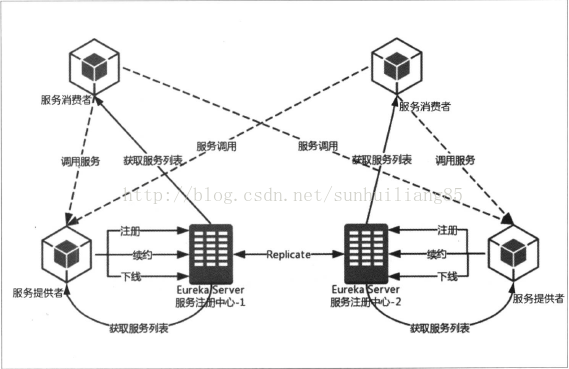 服务消费者
服务消费者
服务调用
服务调用
调用服务
获取服务列表
获取服务列表
调用服务
http://blog.csdn.net/sunhuiliang85
注册
续约
下线
Replicate
注册
续约
下线
服务提供者
Eureka Server
服务注册中心-1
Eureka Server
服务注册中心-2
服务提供者
获取服务列表
获取服务列表